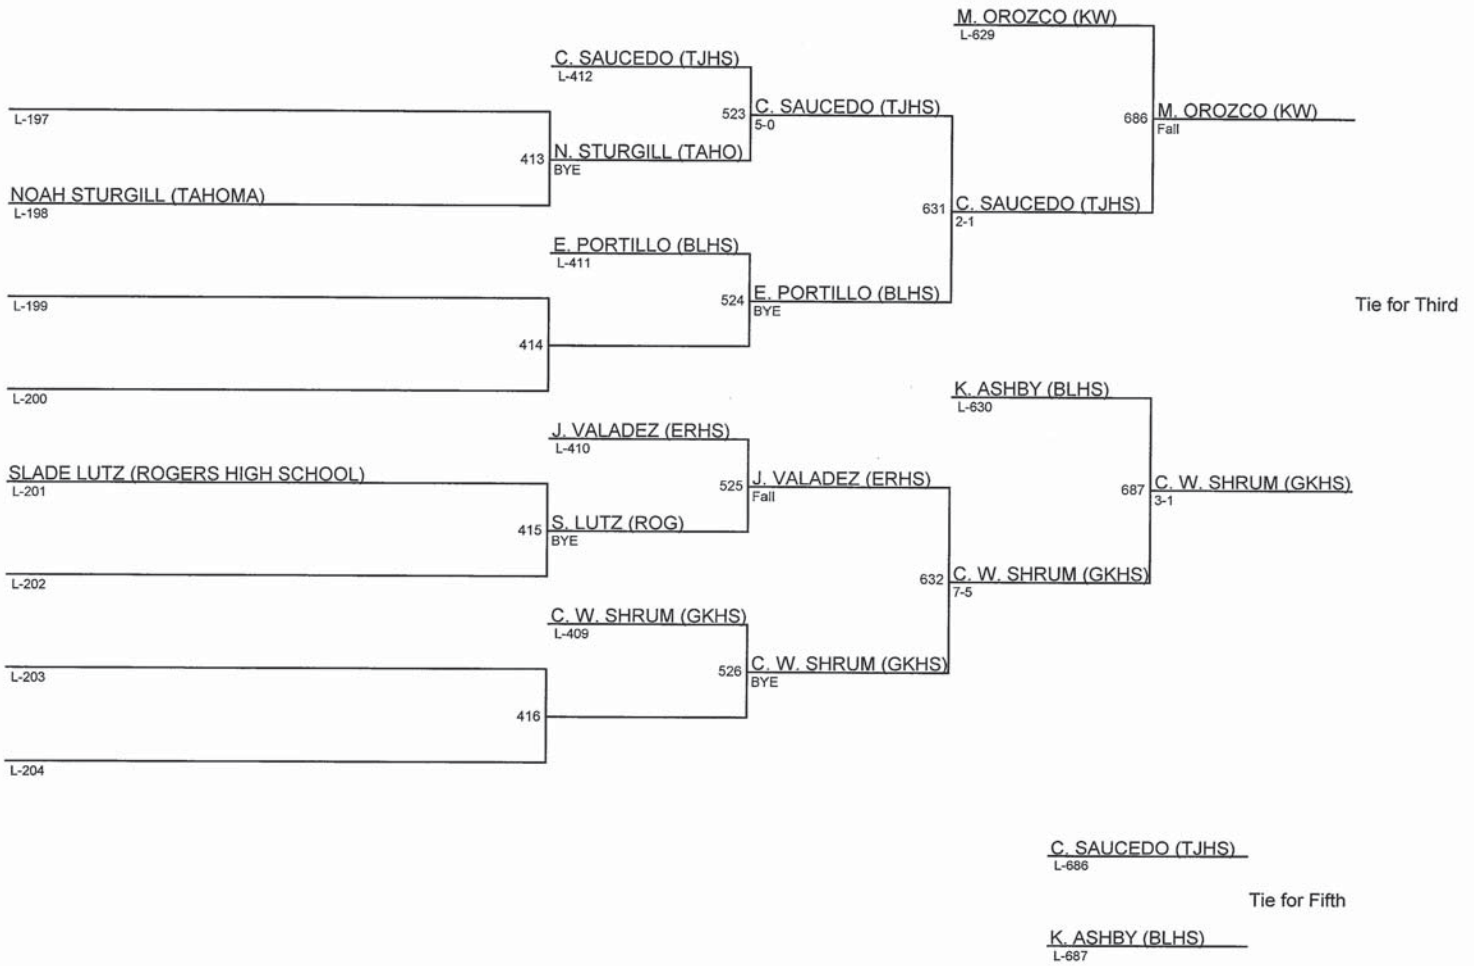 M. OROZCO (KW)
L-629
C. SAUCEDO (TJHS)
L-412
523 C. SAUCEDO (TJHS)
5-0
L-197
686 M. OROZCO (KW)
Fall
413 N. STURGILL (TAHO)
BYE
NOAH STURGILL (TAHOMA)
L-198
631 C. SAUCEDO (TJHS)
2-1
E. PORTILLO (BLHS)
L-411
524 E. PORTILLO (BLHS)
BYE
L-199
Tie for Third
414
L-200
K. ASHBY (BLHS)
L-630
J. VALADEZ (ERHS)
L-410
SLADE LUTZ (ROGERS HIGH SCHOOL)
L-201
525 J. VALADEZ (ERHS)
Fall
687 C. W. SHRUM (GKHS)
3-1
415 S. LUTZ (ROG)
BYE
L-202
632 C. W. SHRUM (GKHS)
7-5
C. W. SHRUM (GKHS)
L-409
L-203
526 C. W. SHRUM (GKHS)
BYE
416
L-204
C. SAUCEDO (TJHS)
L-686
Tie for Fifth
K. ASHBY (BLHS)
L-687